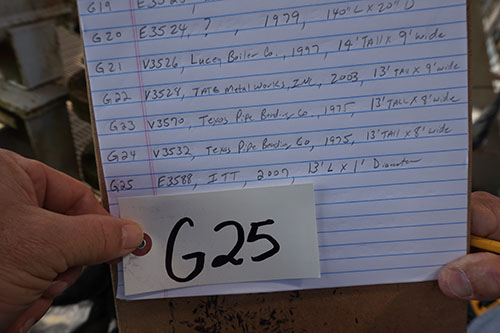 G19
G20 E3524, ? , 1979, 140" L x 20" D
G21 V3526, Lucey Boiler Co., 1997, 14' Tall x 9' wide
G22 V3528, TATE Metal Works, INC, 2003, 13' Tall x 9' wide
G23 V3570, Texas Pipe Bending Co, 1975, 13' Tall x 8' wide
G24 V3532, Texas Pipe Bending Co, 1975, 13' Tall x 8' wide
G25 E3588, ITT, 2007, 13' L x 1' Diameter
G25